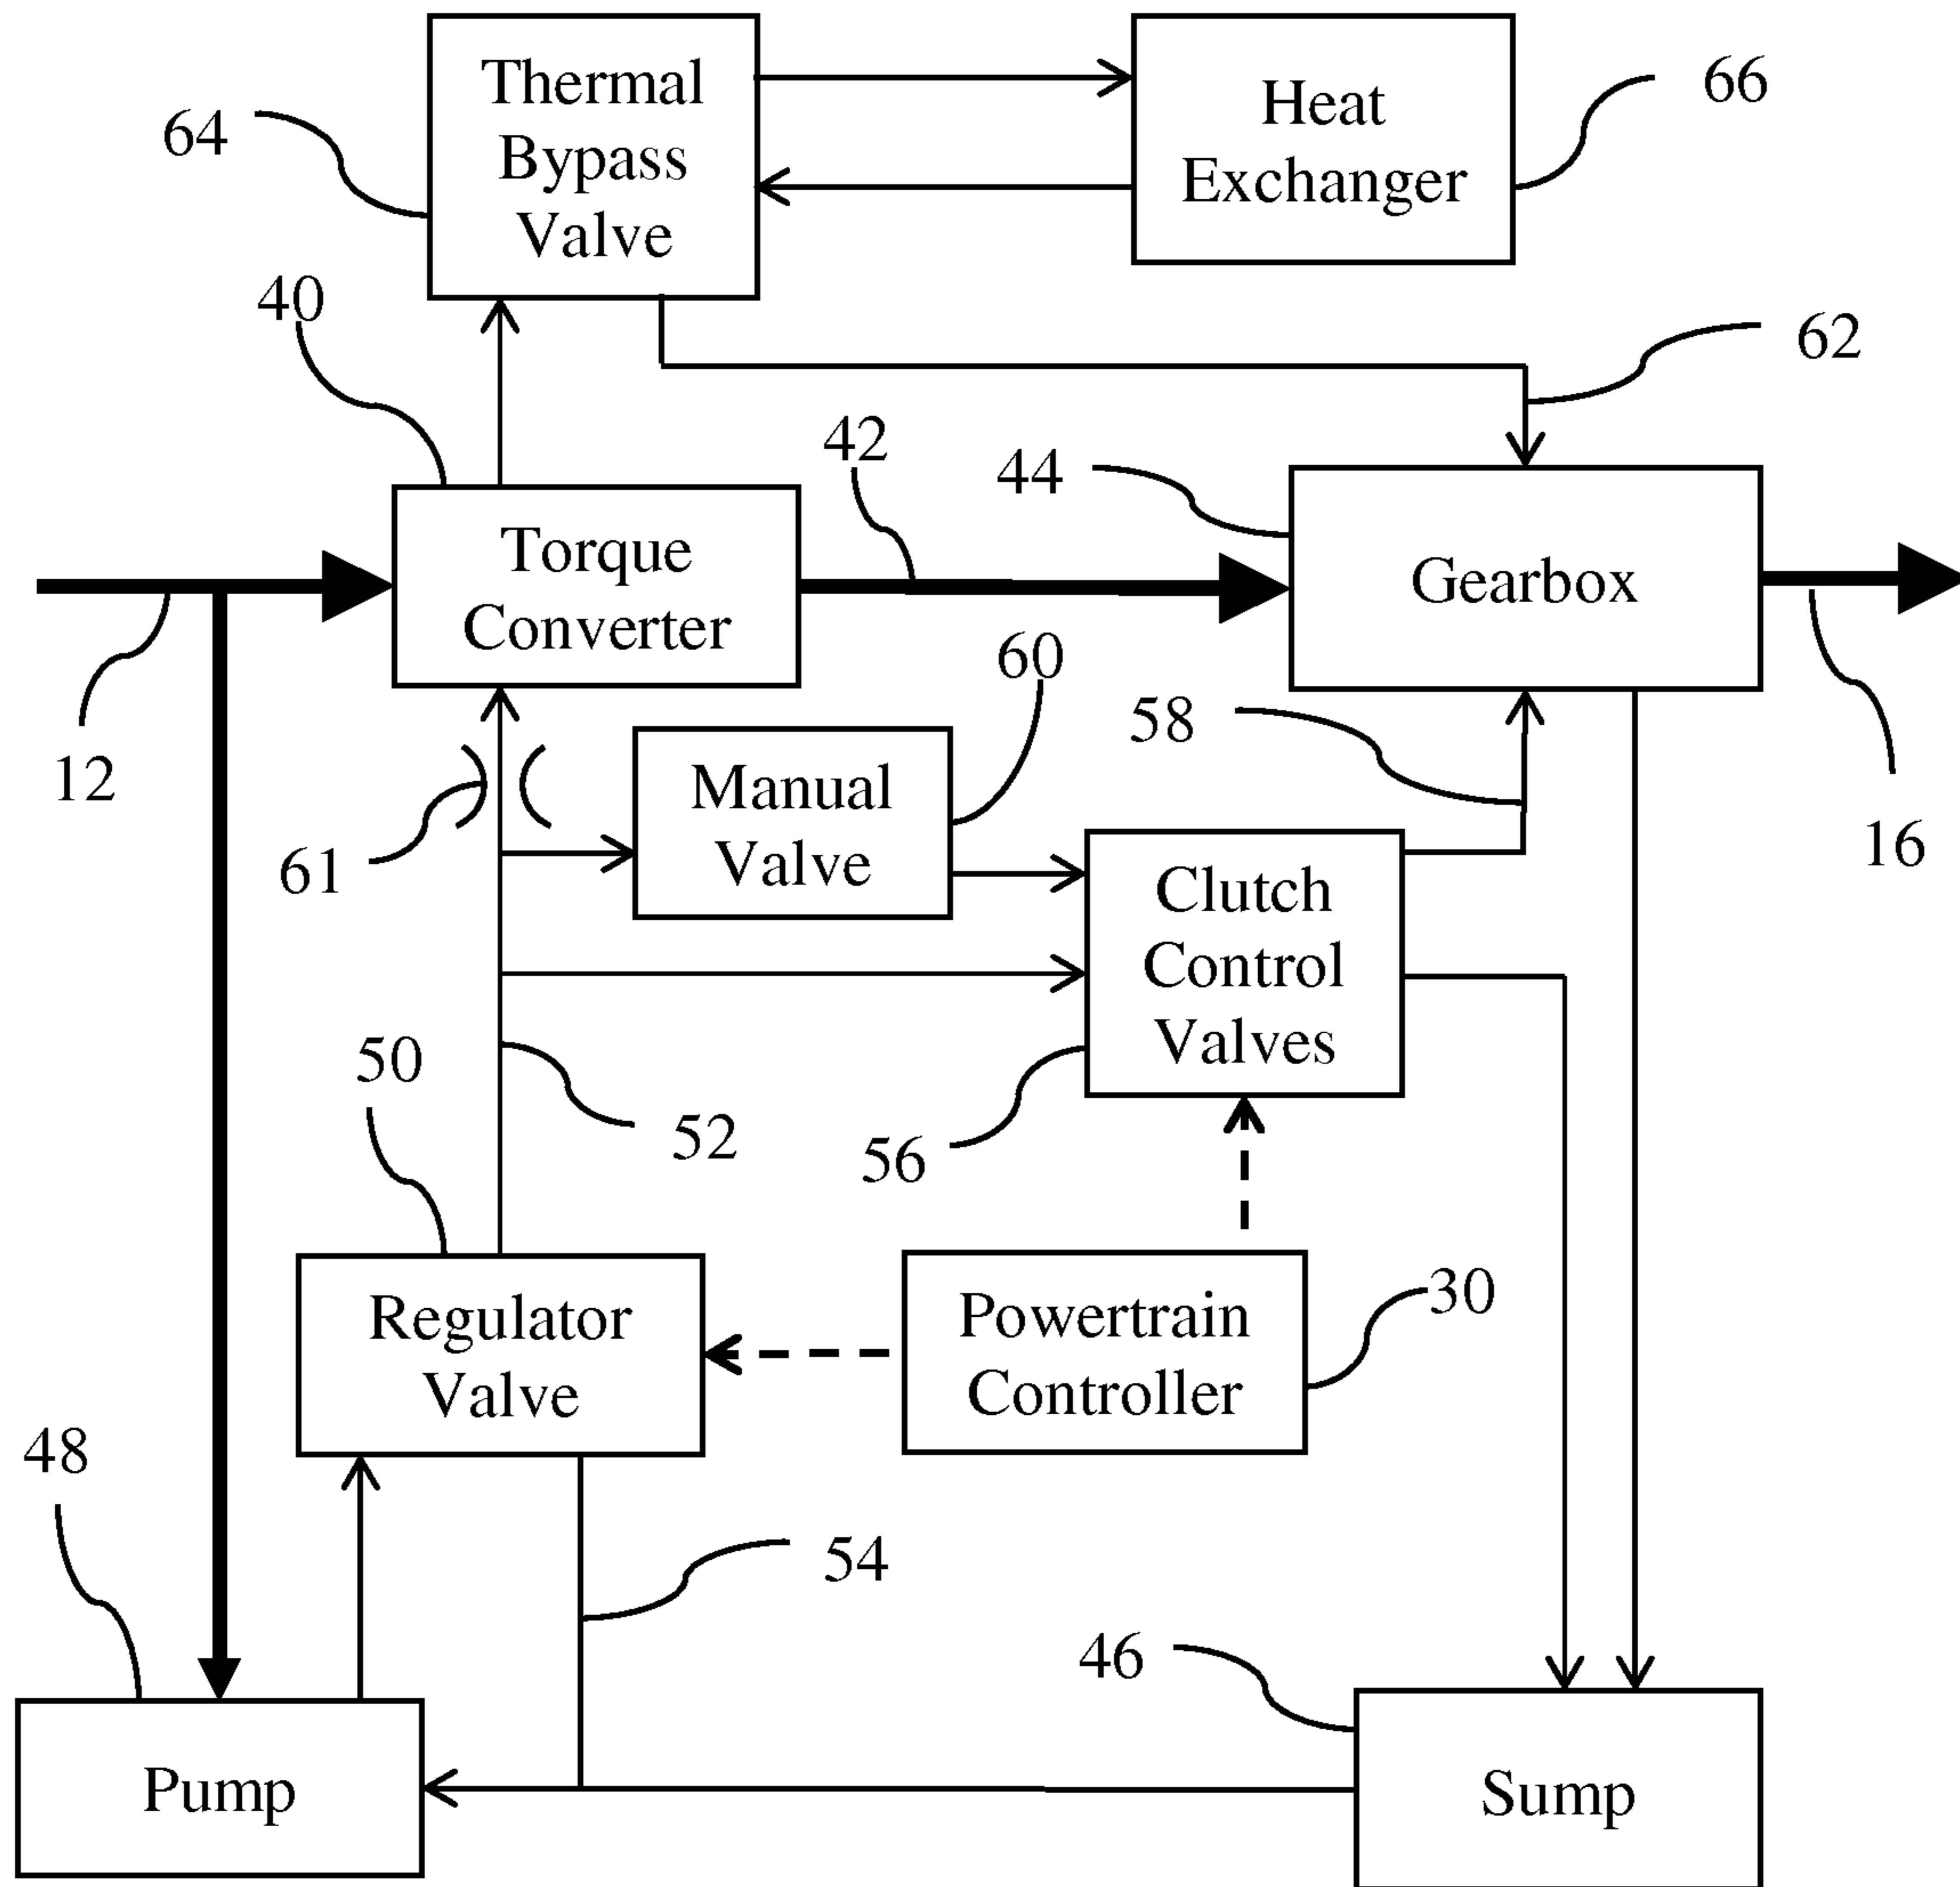 Thermal
Bypass
Valve
Heat
Exchanger
66
64
40
62
42
44
Torque
Converter
Gearbox
12
60
58
16
61
Manual
Valve
Clutch
Control
Valves
50
52
56
Regulator
Valve
Powertrain
Controller
30
48
54
46
Pump
Sump